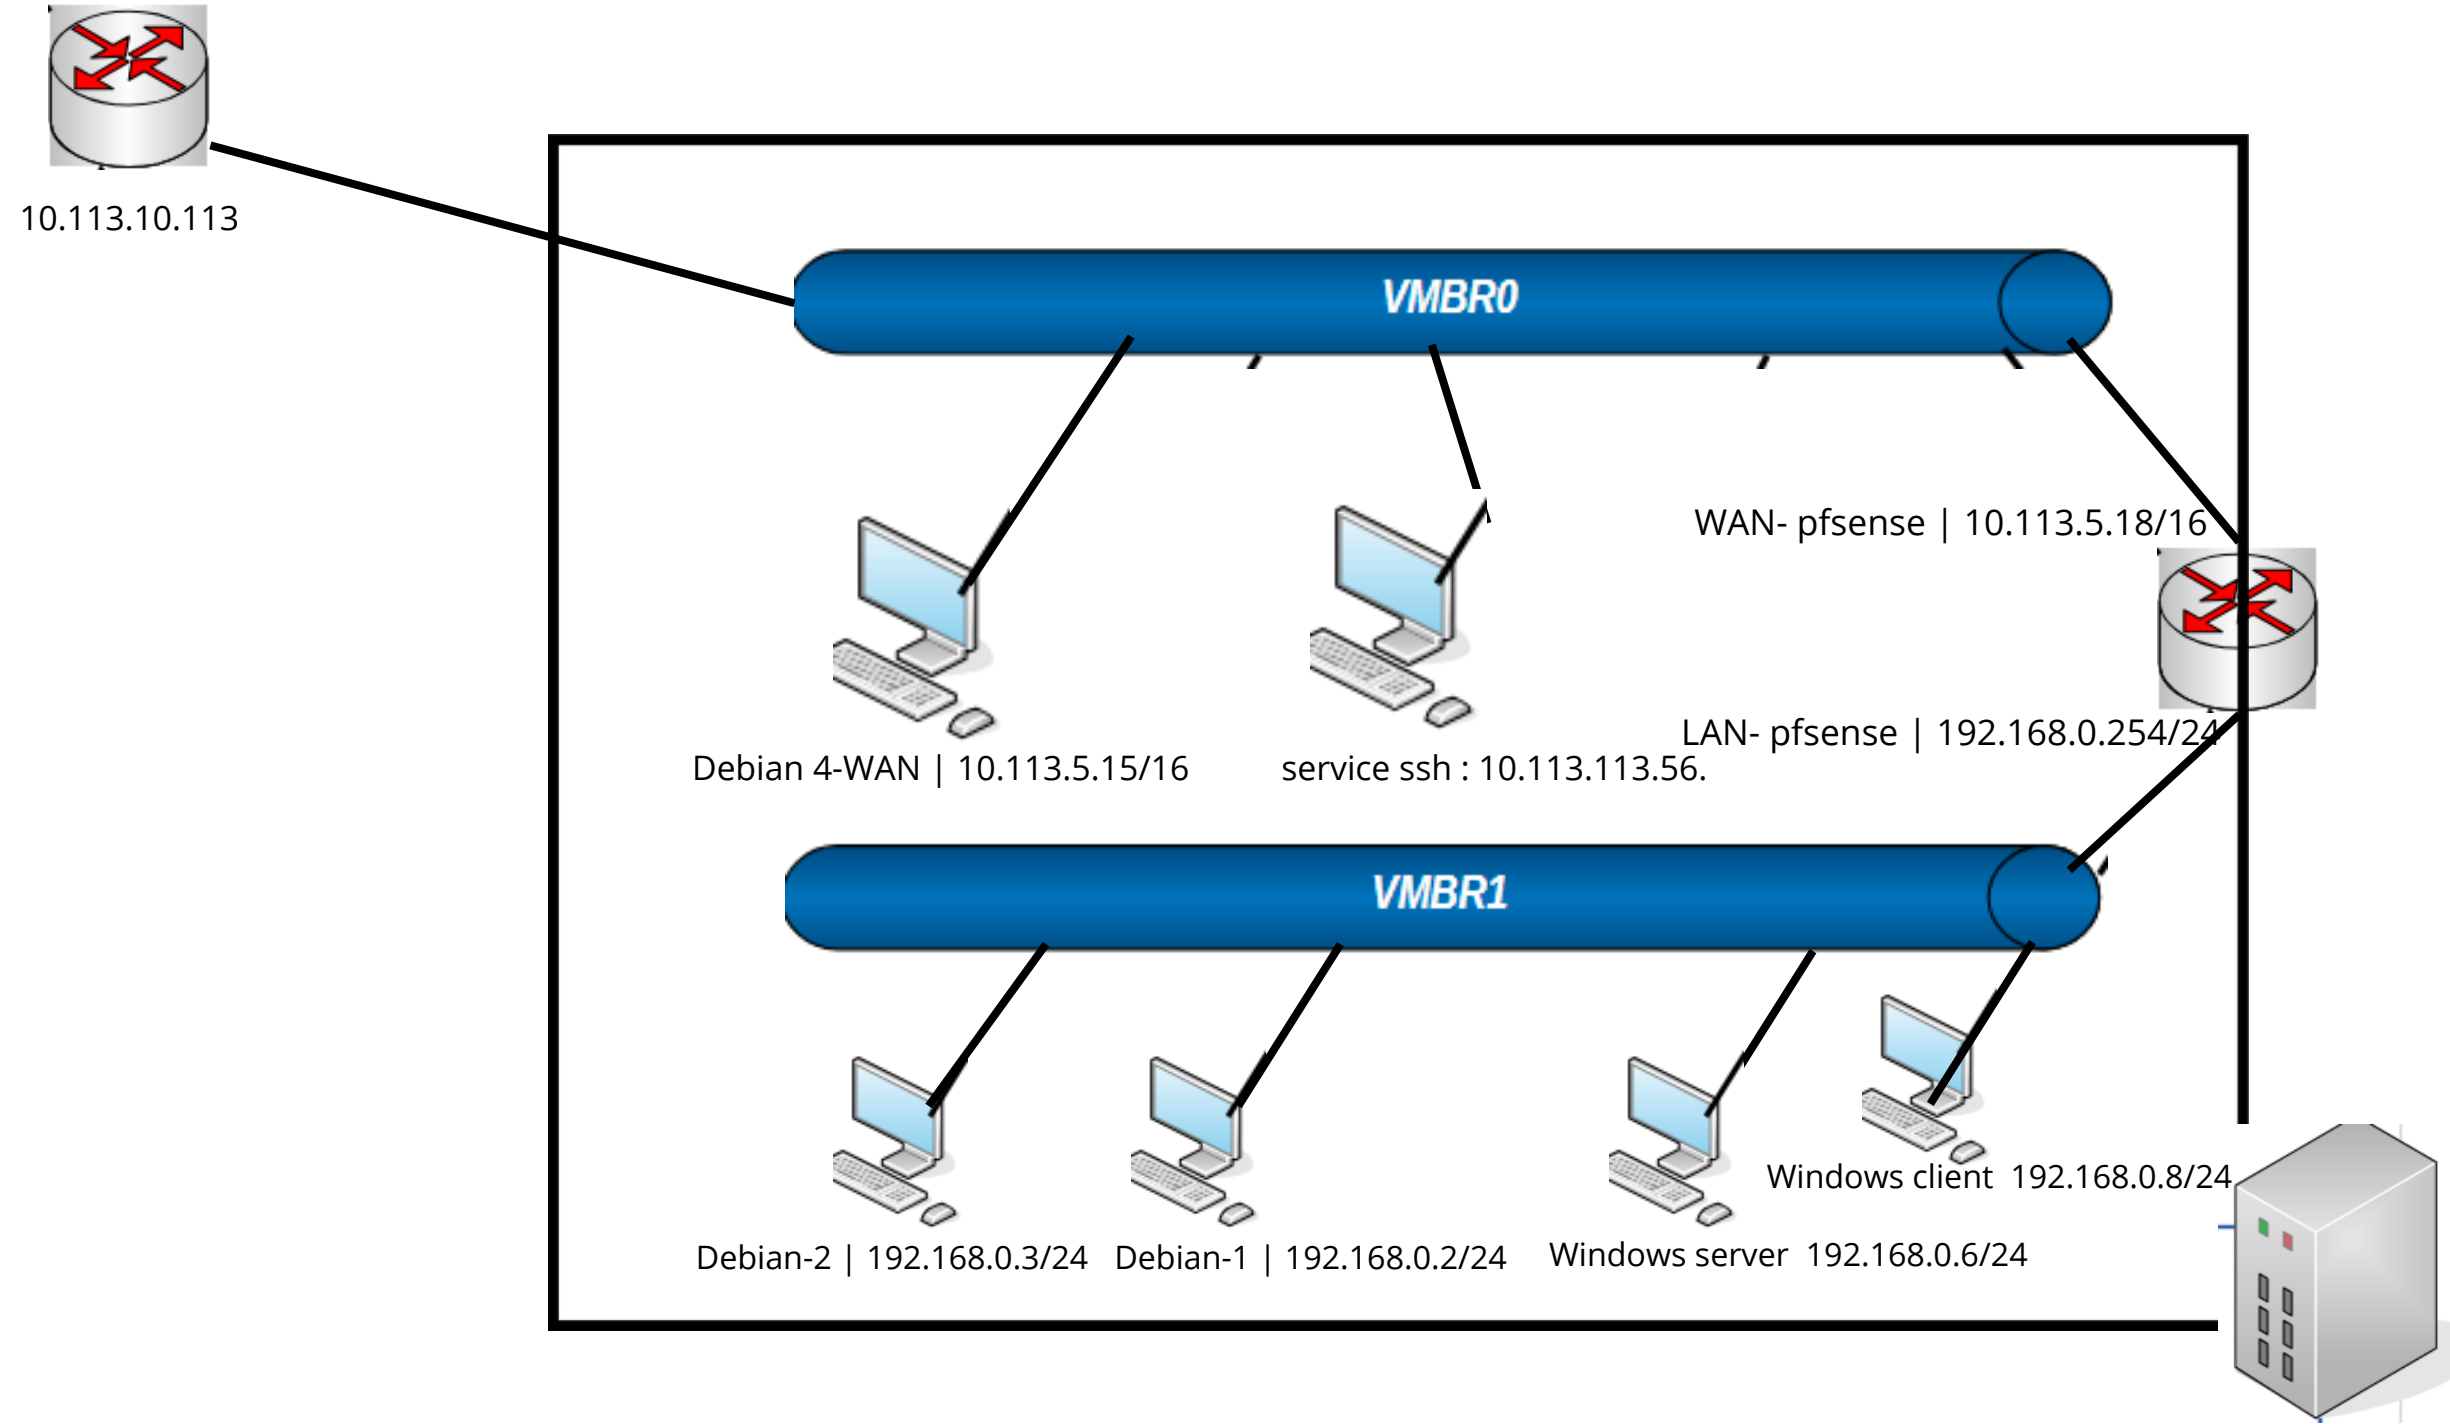 10.113.10.113
VMBR0
WAN- pfsense | 10.113.5.18/16
LAN- pfsense | 192.168.0.254/24
Debian 4-WAN | 10.113.5.15/16
service ssh : 10.113.113.56.
VMBR1
Windows client 192.168.0.8/24
Debian-2 | 192.168.0.3/24
Debian-1 | 192.168.0.2/24
Windows server 192.168.0.6/24